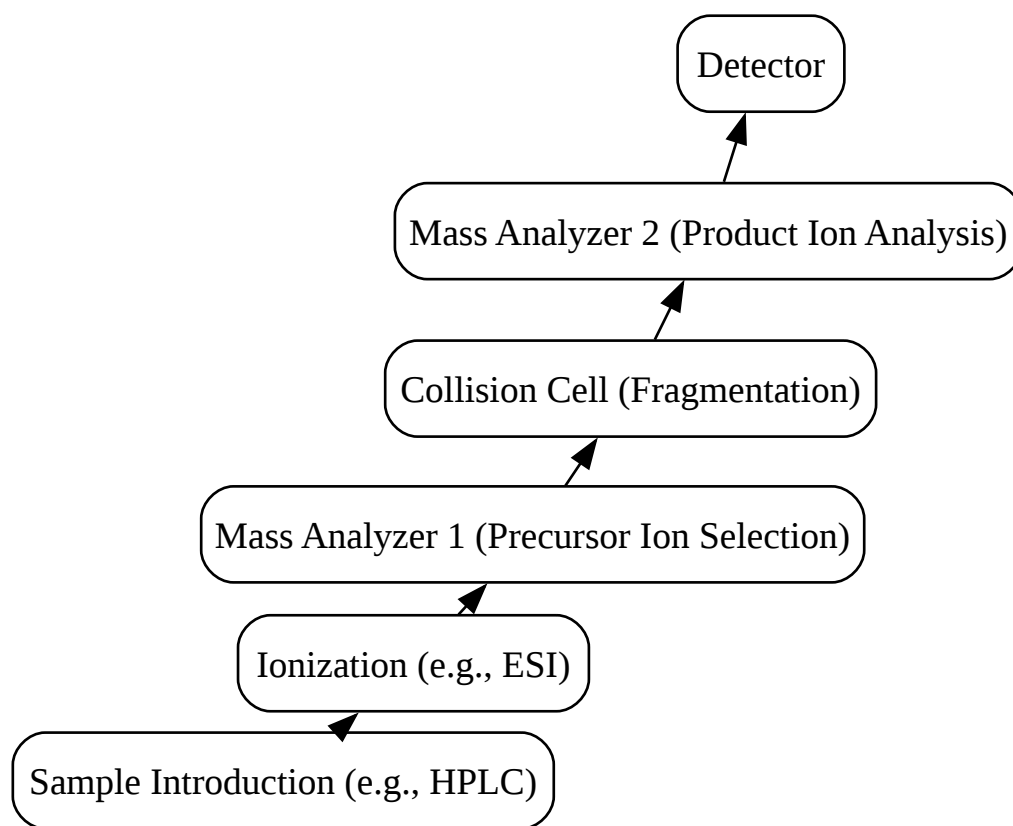 Detector
Mass Analyzer 2 (Product Ion Analysis)
Collision Cell (Fragmentation)
Mass Analyzer 1 (Precursor Ion Selection)
Ionization (e.g., ESI)
Sample Introduction (e.g., HPLC)